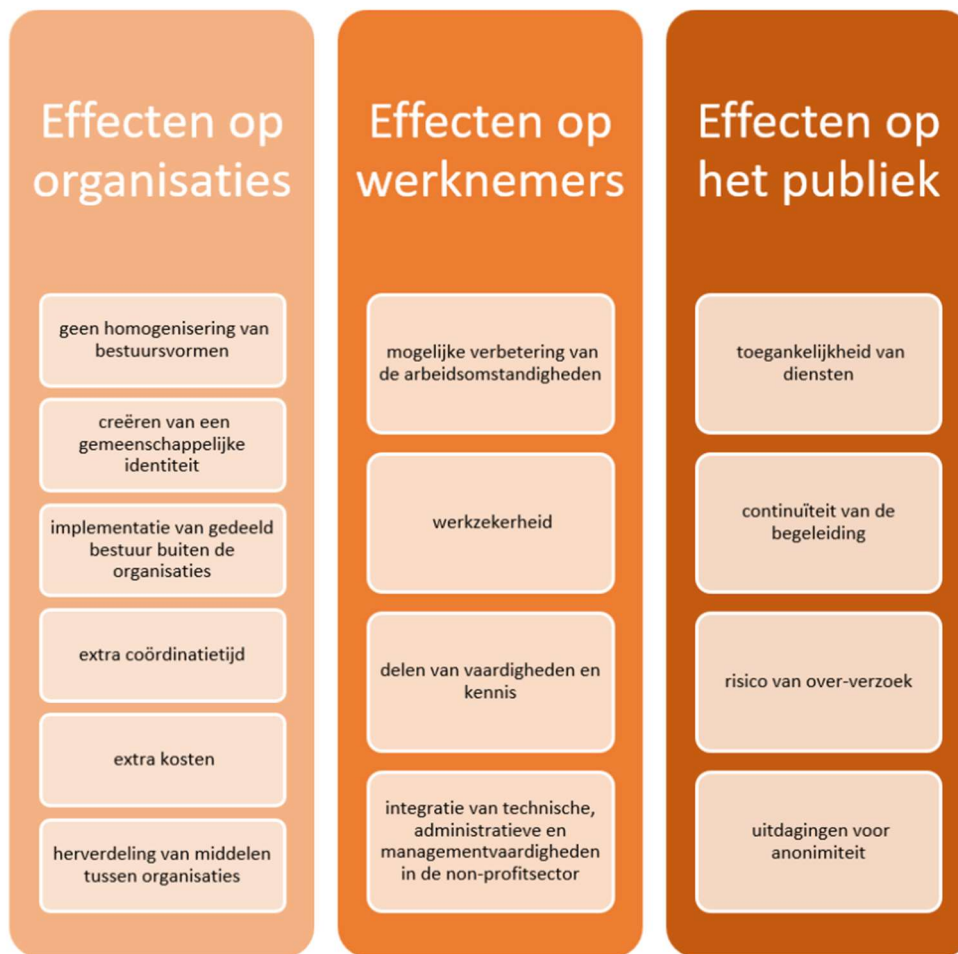 Effecten op
organisaties
geen homogenisering van
bestuursvormen
creëren van een
gemeenschappelijke
identiteit
implementatie van gedeeld
bestuur buiten de
organisaties
extra coördinatietijd
extra kosten
herverdeling van middelen
tussen organisaties
Effecten op
werknemers
mogelijke verbetering van
de arbeidsomstandigheden
werkzekerheid
delen van vaardigheden en
kennis
integratie van technische,
administratieve en
managementvaardigheden
in de non-profitsector
Effecten op
het publiek
toegankelijkheid van
diensten
continuïteit van de
begeleiding
risico van over-verzoek
uitdagingen voor
anonimiteit